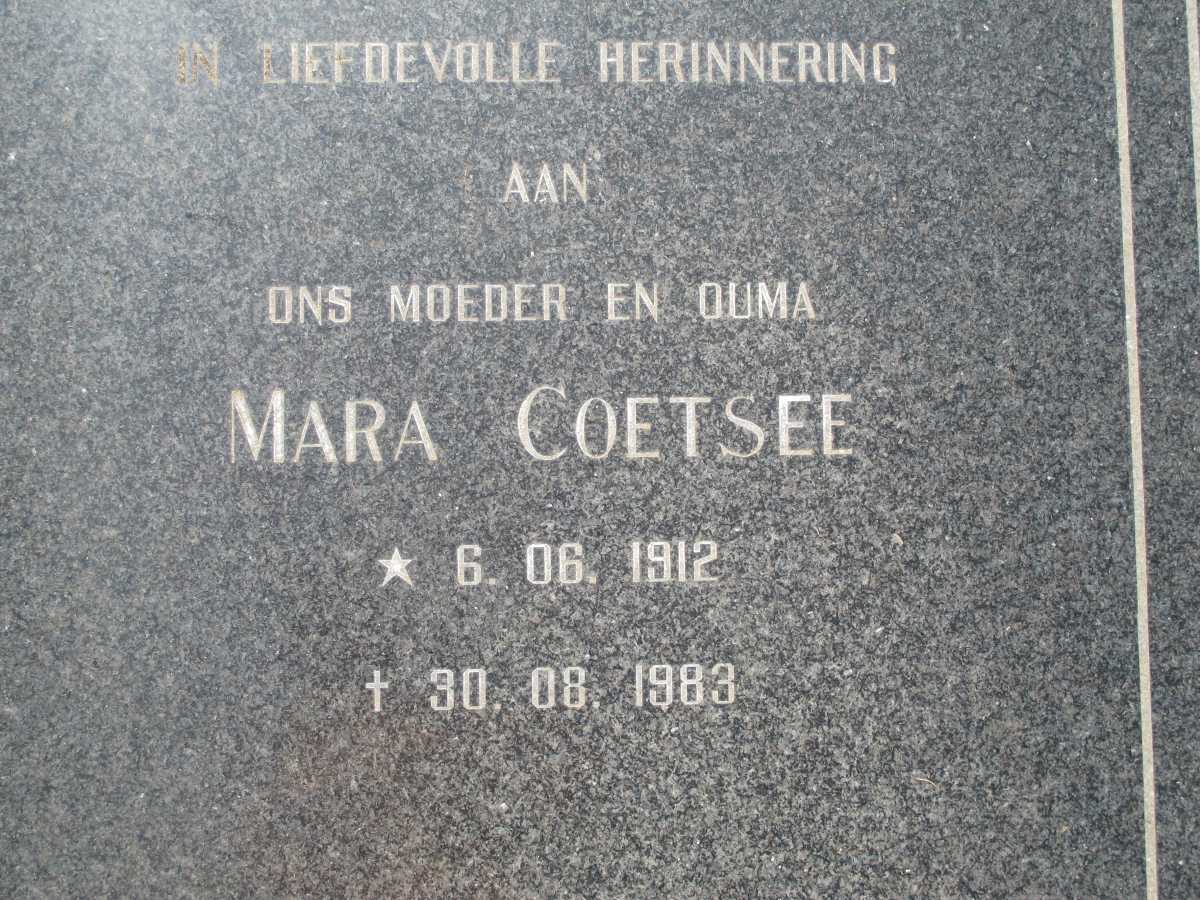 IN LIEFDEVOLLE HERINNERING
AAN
ONS MOEDER EN OUMA
MARA COETSEE
★ 6. 06. 1912
† 30. 08. 1983